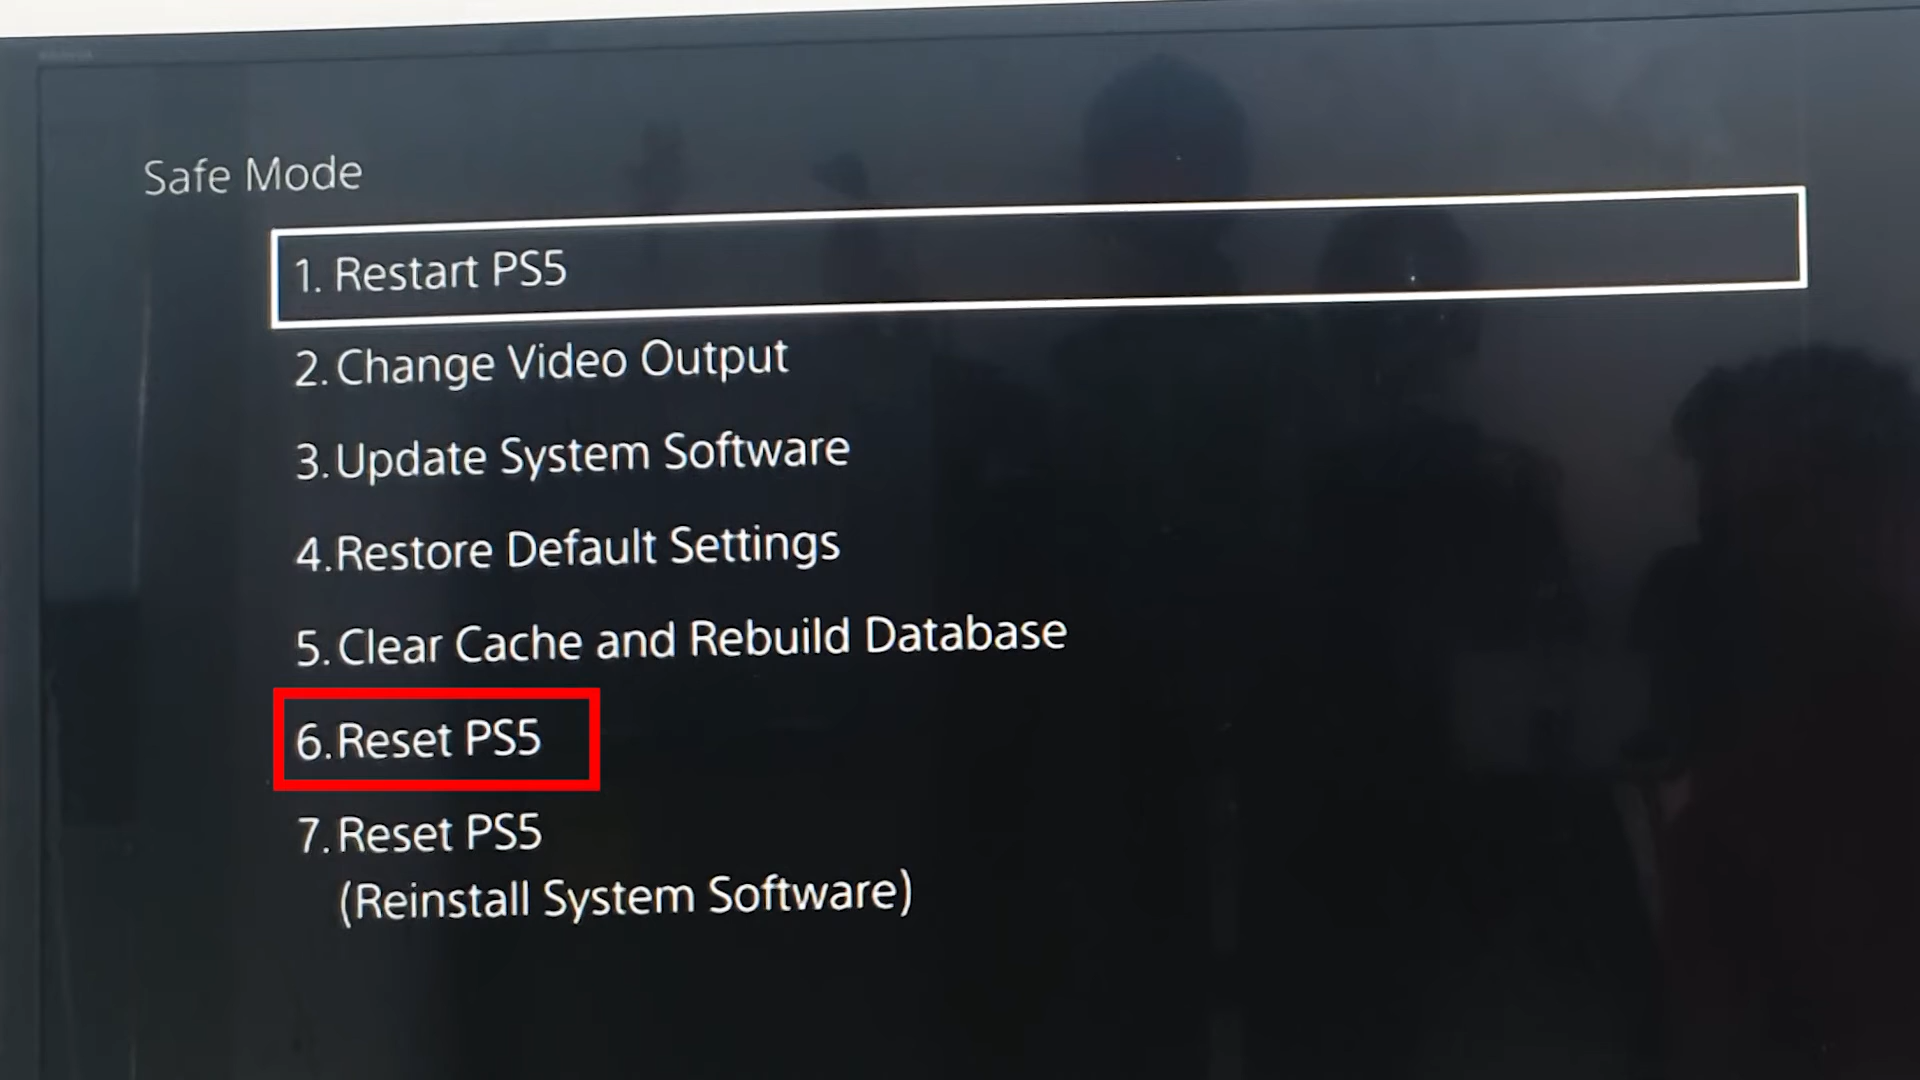 Safe Mode
1. Restart PS5
2. Change Video Output
3. Update System Software
4. Restore Default Settings
5. Clear Cache and Rebuild Database
6. Reset PS5
7. Reset PS5
(Reinstall System Software)